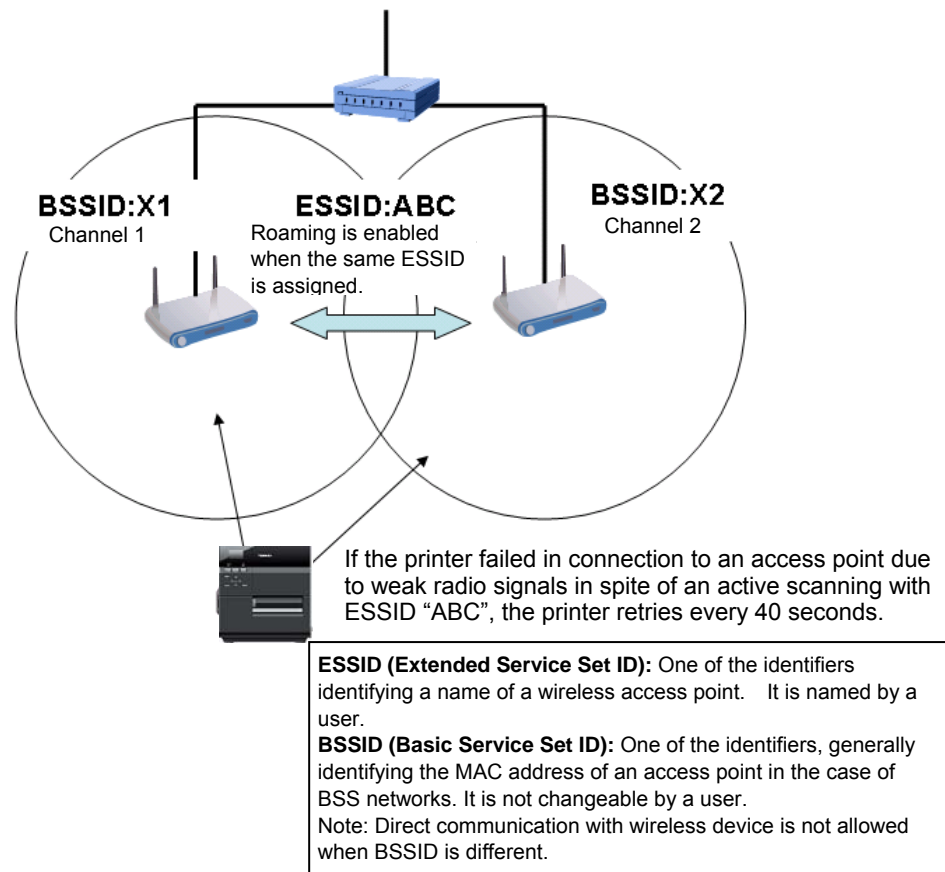 BSSID:X1
Channel 1
ESSID:ABC
Roaming is enabled
when the same ESSID
is assigned.
BSSID:X2
Channel 2
If the printer failed in connection to an access point due
to weak radio signals in spite of an active scanning with
ESSID “ABC”, the printer retries every 40 seconds.
ESSID (Extended Service Set ID): One of the identifiers
identifying a name of a wireless access point. It is named by a
user.
BSSID (Basic Service Set ID): One of the identifiers, generally
identifying the MAC address of an access point in the case of
BSS networks. It is not changeable by a user.
Note: Direct communication with wireless device is not allowed
when BSSID is different.